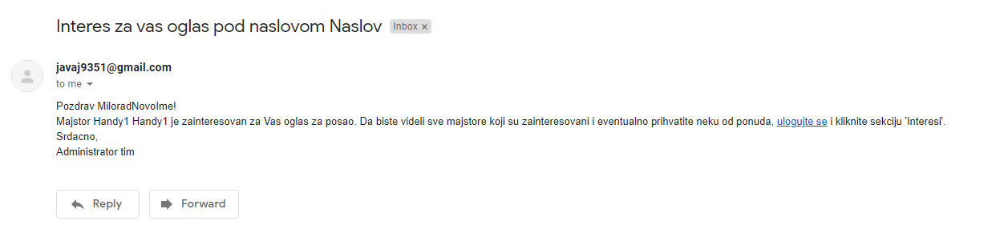 Interes za vas oglas pod naslovom Naslov Inbox ×
javaj9351@gmail.com
to me
Pozdrav MiloradNovoIme!
Majstor Handy1 Handy1 je zainteresovan za Vas oglas za posao. Da biste videli sve majstore koji su zainteresovani i eventualno prihvatite neku od ponuda, ulogujte se i kliknite sekciju 'Interesi'.
Srdacno,
Administrator tim
Reply Forward